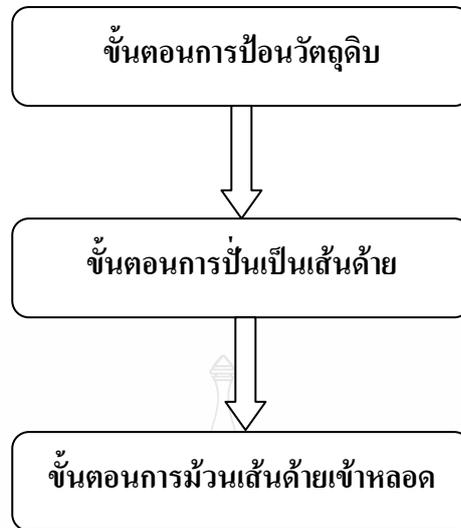 ขั้นตอนการป้อนวัตถุดิบ
ขั้นตอนการปั่นเป็นเส้นด้าย
ขั้นตอนการม้วนเส้นด้ายเข้าหลอด